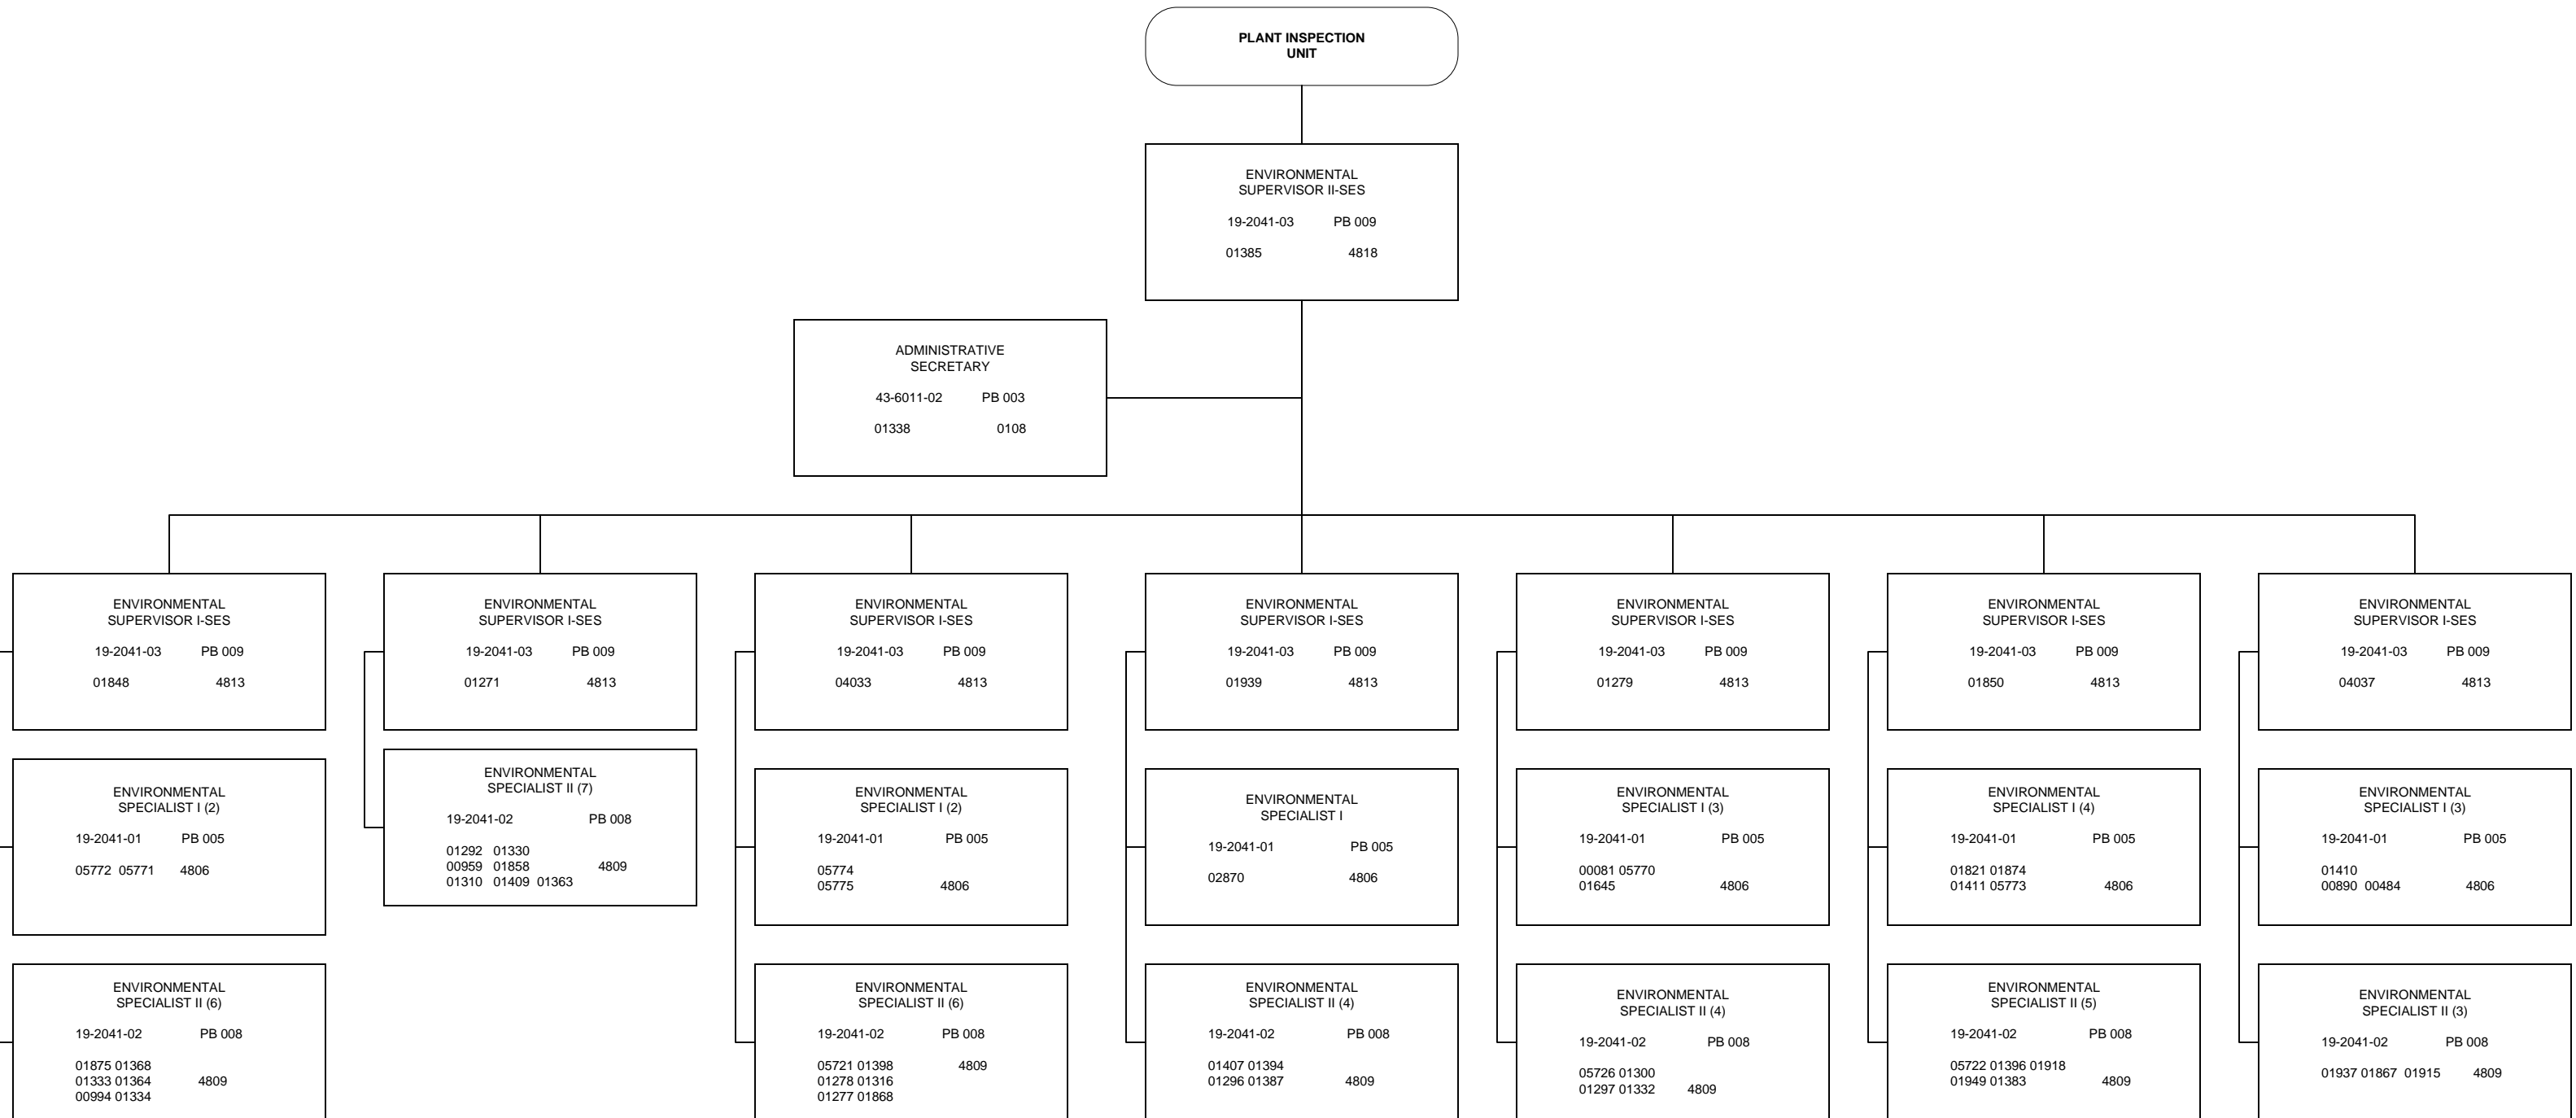 PLANT INSPECTION
UNIT
ENVIRONMENTAL
SUPERVISOR II-SES
19-2041-03 PB 009
01385 4818
ADMINISTRATIVE
SECRETARY
43-6011-02 PB 003
01338 0108
ENVIRONMENTAL
SUPERVISOR I-SES
19-2041-03 PB 009
01848 4813
ENVIRONMENTAL
SPECIALIST I (2)
19-2041-01 PB 005
05772 05771 4806
ENVIRONMENTAL
SPECIALIST II (6)
19-2041-02 PB 008
01875 01368
01333 01364 4809
00994 01334
ENVIRONMENTAL
SUPERVISOR I-SES
19-2041-03 PB 009
01271 4813
ENVIRONMENTAL
SPECIALIST II (7)
19-2041-02 PB 008
01292 01330
00959 01858 4809
01310 01409 01363
ENVIRONMENTAL
SUPERVISOR I-SES
19-2041-03 PB 009
04033 4813
ENVIRONMENTAL
SPECIALIST I (2)
19-2041-01 PB 005
05774
05775 4806
ENVIRONMENTAL
SPECIALIST II (6)
19-2041-02 PB 008
05721 01398 4809
01278 01316
01277 01868
ENVIRONMENTAL
SUPERVISOR I-SES
19-2041-03 PB 009
01939 4813
ENVIRONMENTAL
SPECIALIST I
19-2041-01 PB 005
02870 4806
ENVIRONMENTAL
SPECIALIST II (4)
19-2041-02 PB 008
01407 01394
01296 01387 4809
ENVIRONMENTAL
SUPERVISOR I-SES
19-2041-03 PB 009
01279 4813
ENVIRONMENTAL
SPECIALIST I (3)
19-2041-01 PB 005
00081 05770
01645 4806
ENVIRONMENTAL
SPECIALIST II (4)
19-2041-02 PB 008
05726 01300
01297 01332 4809
ENVIRONMENTAL
SUPERVISOR I-SES
19-2041-03 PB 009
01850 4813
ENVIRONMENTAL
SPECIALIST I (4)
19-2041-01 PB 005
01821 01874
01411 05773 4806
ENVIRONMENTAL
SPECIALIST II (5)
19-2041-02 PB 008
05722 01396 01918
01949 01383 4809
ENVIRONMENTAL
SUPERVISOR I-SES
19-2041-03 PB 009
04037 4813
ENVIRONMENTAL
SPECIALIST I (3)
19-2041-01 PB 005
01410
00890 00484 4806
ENVIRONMENTAL
SPECIALIST II (3)
19-2041-02 PB 008
01937 01867 01915 4809